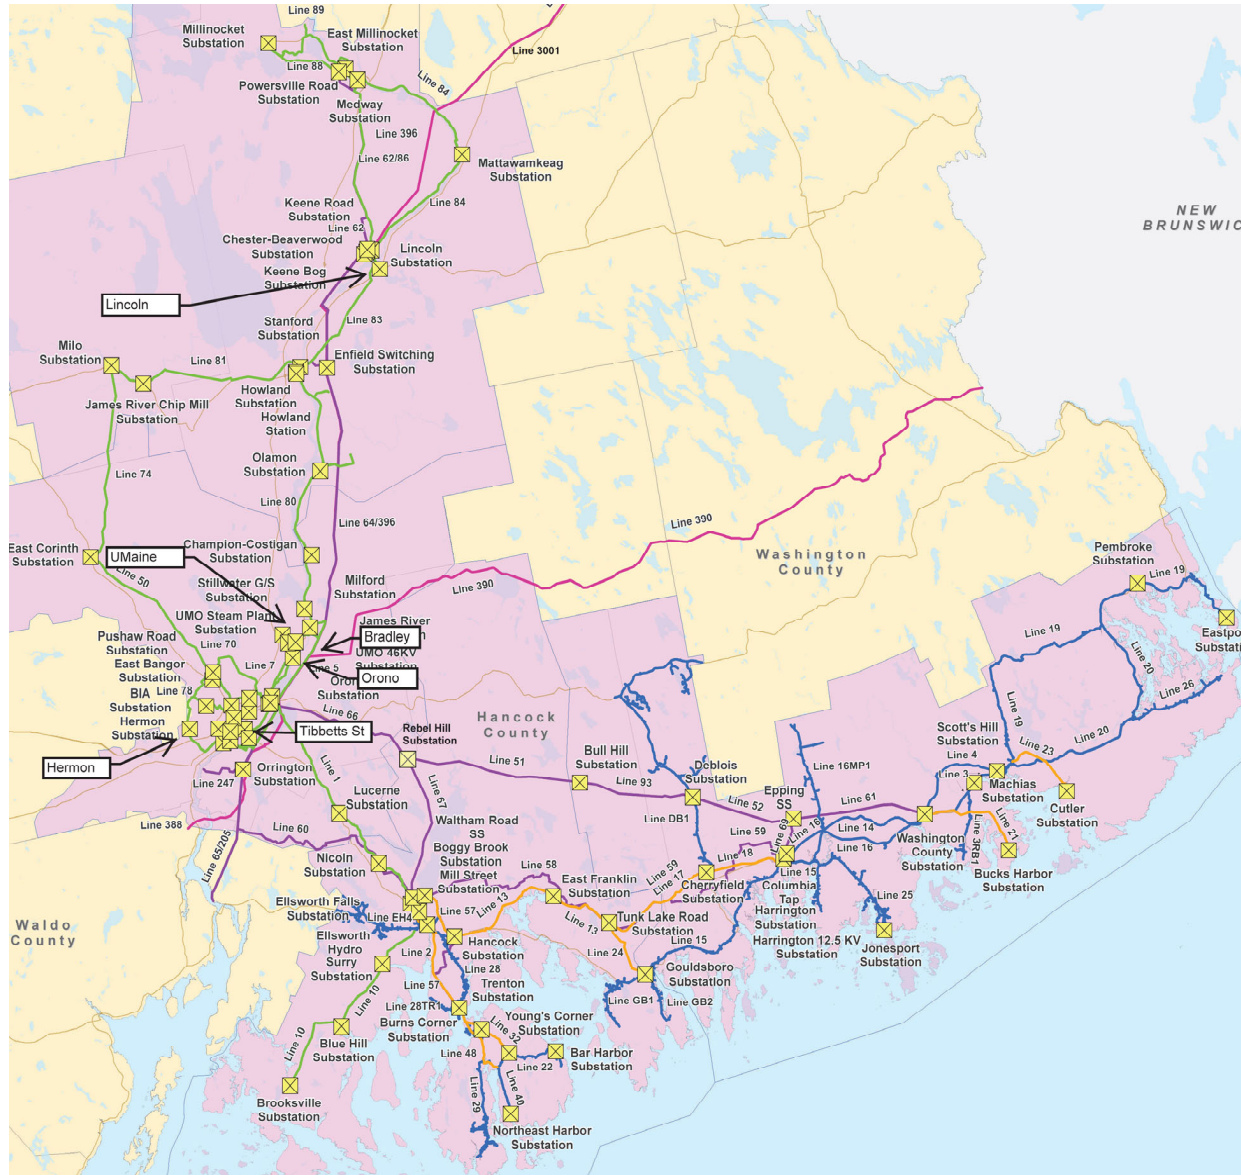 Line 89
Millinocket
Substation
East Millinocket
Substation
Line 3001
Line 88
Powersville Road
Substation
Medway
Substation
Line 84
Line 396
Line 62/86
Mattawamkeag
Substation
Line 84
Keene Road
Substation
Line 62
Chester-Beaverwood
Substation
Lincoln
Substation
Keene Bog
Substation
Lincoln
NEW
BRUNSWIC
Stanford
Substation
Line 83
Milo
Substation
Line 81
Enfield Switching
Substation
James River Chip Mill
Substation
Howland
Substation
Howland
Station
Olamon
Substation
Line 74
Line 80
Line 64/396
Line 390
Washington
County
East Corinth
Substation
UMaine
Champion-Costigan
Substation
Line 50
Stillwater G/S
Substation
Milford
Substation
Line 390
Pembroke
Substation
Line 19
Eastpo
Substat
UMO Steam Plant
Substation
James River
Bradley
UMO 46KV
Substation
Pushaw Road
Substation
Line 70
Line 19
Line 20
Line 26
East Bangor
Substation
Line 7
Line 5
Orono
Substation
BIA
Substation
Line 78
Line 66
Hermon
Substation
Tibbetts St
Rebel Hill
Substation
Hancock
County
Hermon
Line 51
Bull Hill
Substation
Line 93
Deblois
Substation
Line 16MP1
Scott's Hill
Substation
Line 19
Line 20
Line 23
Line 4
Line 3
Machias
Substation
Cutler
Substation
Orrington
Substation
Line 247
Line 1
Lucerne
Substation
Line 67
Line 52
Epping
SS
Line 61
Line 388
Line 60
Line 65/205
Waltham Road
SS
Boggy Brook
Substation
Mill Street
Substation
Line DB1
Line 59
Line 69
Line 16
Line 14
Line 16
Washington
County
Substation
Line 3RB1
Line 21
Bucks Harbor
Substation
Nicolin
Substation
Line 58
Line 59
Line 18
Line 17
Line 15
Columbia
Tap
East Franklin
Substation
Cherryfield
Substation
Harrington
Substation
Line 25
Ellsworth Falls
Substation
Line EH4
Line 57
Line 13
Line 13
Tunk Lake Road
Substation
Harrington 12.5 KV
Substation
Jonesport
Substation
Waldo
County
Ellsworth
Hydro
Surry
Substation
Line 2
Hancock
Substation
Line 24
Line 15
Line 28
Line 57
Trenton
Substation
Gouldsboro
Substation
Line 10
Line 28TR1
Line GB1
Line GB2
Burns Corner
Substation
Young's Corner
Substation
Line 32
Line 10
Blue Hill
Substation
Line 48
Bar Harbor
Substation
Line 22
Brooksville
Substation
Line 29
Line 40
Northeast Harbor
Substation